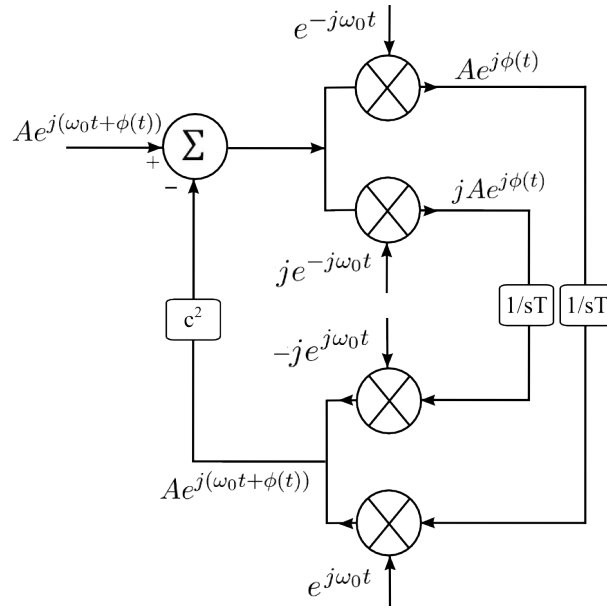 e^{-jω₀t}
Ae^{jϕ(t)}
Ae^{j(ω₀t+ϕ(t))}
+
Σ
−
jAe^{jϕ(t)}
je^{-jω₀t}
c²
1/sT
1/sT
-je^{jω₀t}
Ae^{j(ω₀t+ϕ(t))}
e^{jω₀t}